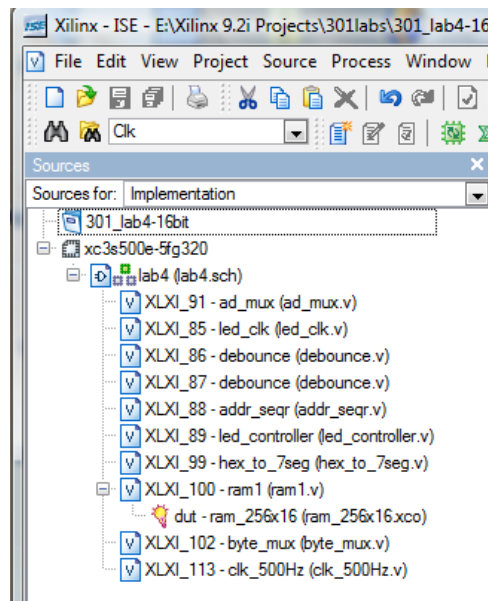 ISE Xilinx - ISE - E:\Xilinx 9.2i Projects\301labs\301_lab4-16
File Edit View Project Source Process Window
Clk
Sources
Sources for: Implementation
301_lab4-16bit
xc3s500e-5fg320
lab4 (lab4.sch)
XLXI_91 - ad_mux (ad_mux.v)
XLXI_85 - led_clk (led_clk.v)
XLXI_86 - debounce (debounce.v)
XLXI_87 - debounce (debounce.v)
XLXI_88 - addr_seqr (addr_seqr.v)
XLXI_89 - led_controller (led_controller.v)
XLXI_99 - hex_to_7seg (hex_to_7seg.v)
XLXI_100 - ram1 (ram1.v)
dut - ram_256x16 (ram_256x16.xco)
XLXI_102 - byte_mux (byte_mux.v)
XLXI_113 - clk_500Hz (clk_500Hz.v)